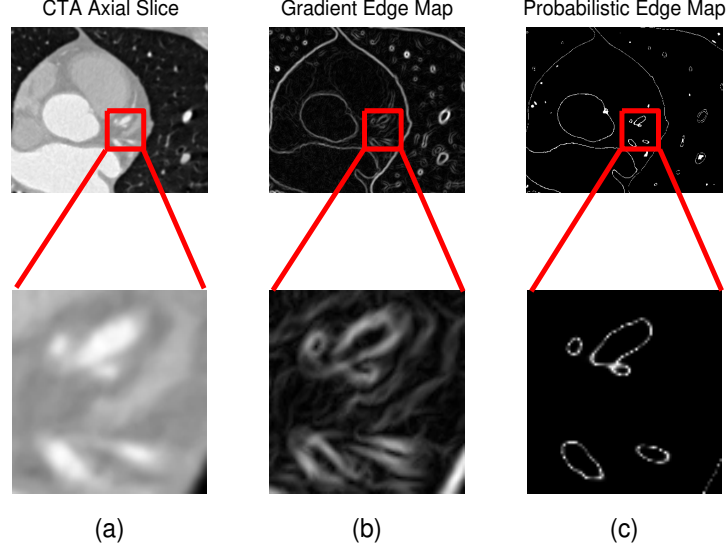 CTA Axial Slice
Gradient Edge Map
Probabilistic Edge Map
(a)
(b)
(c)